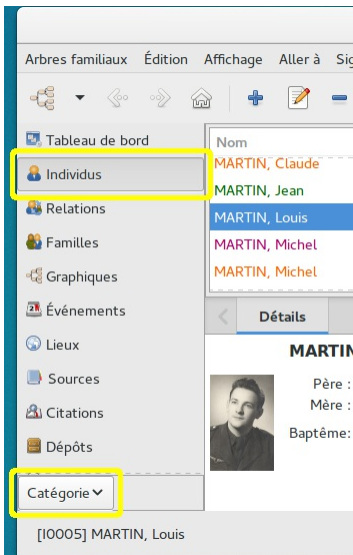 Arbres familiaux Édition Affichage Aller à Sig
Tableau de bord
Individus
Relations
Familles
Graphiques
Événements
Lieux
Sources
Citations
Dépôts
Catégorie
Nom
MARTIN, Claude
MARTIN, Jean
MARTIN, Louis
MARTIN, Michel
MARTIN, Michel
Détails
MARTIN
Père :
Mère :
Baptême:
[I0005] MARTIN, Louis